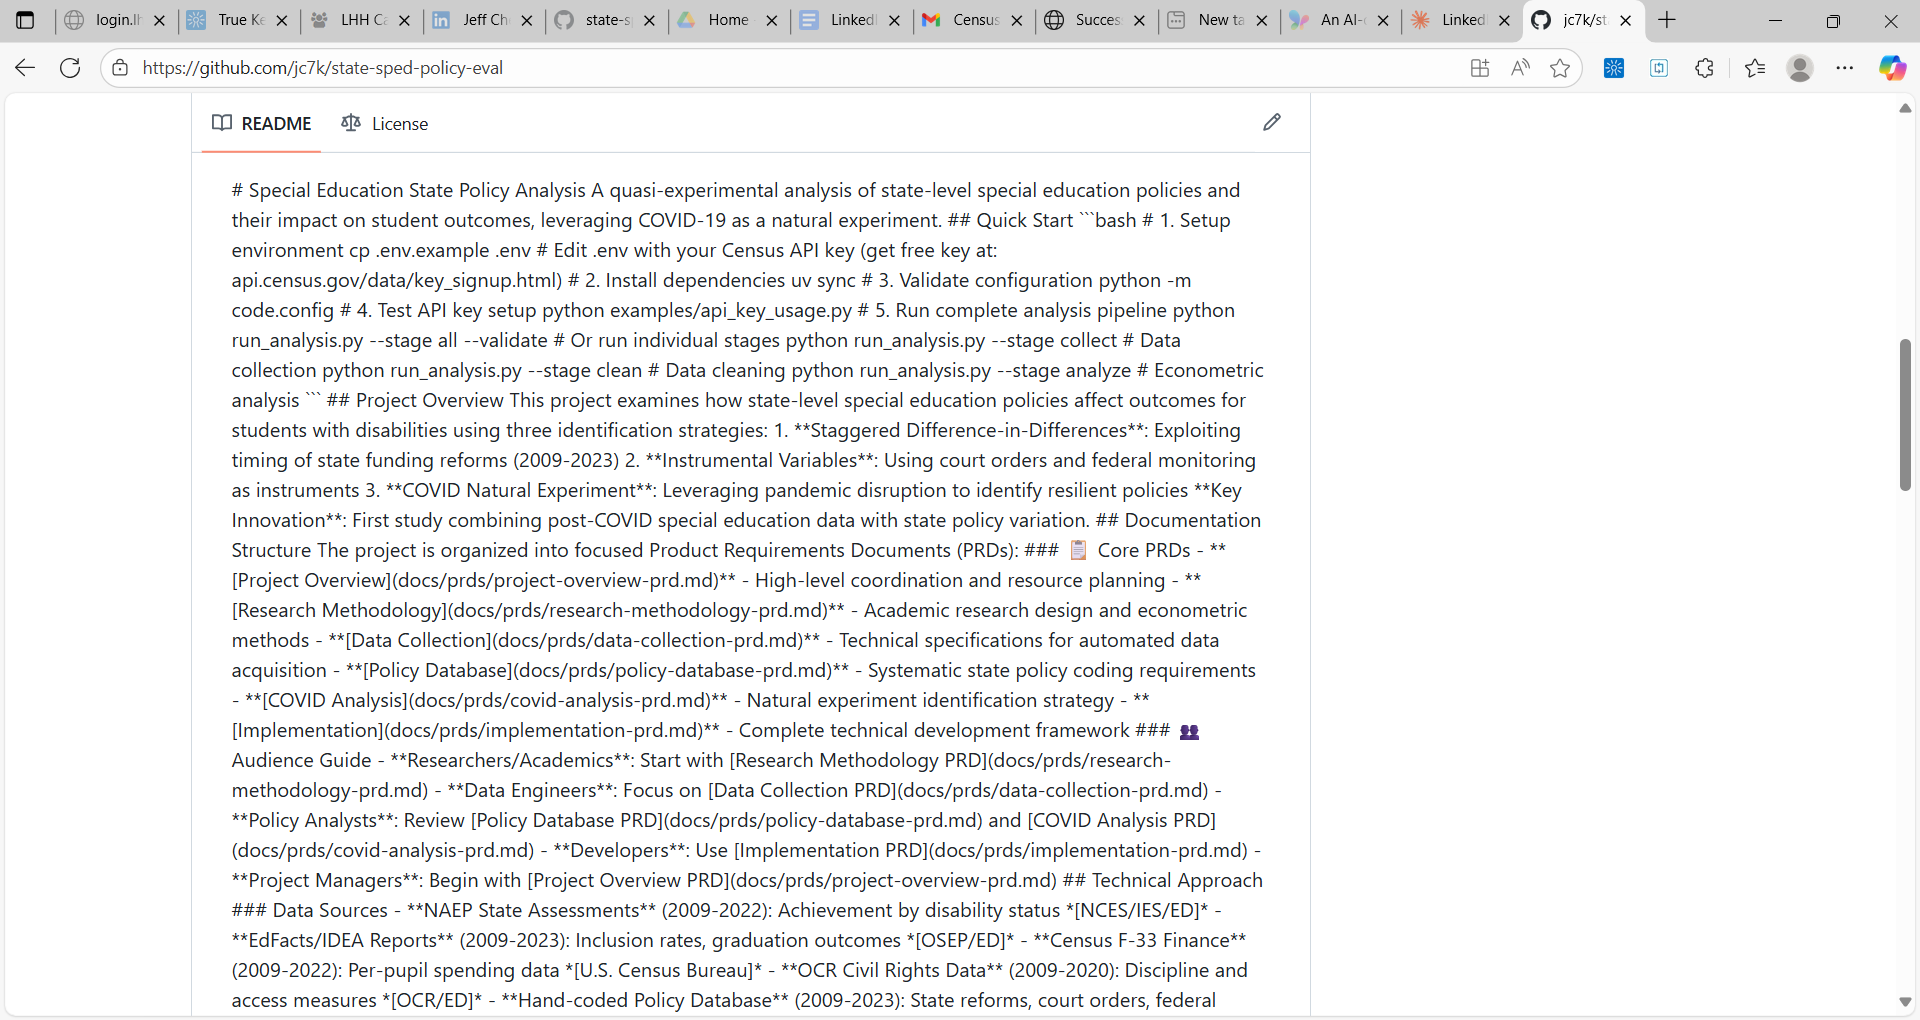 login.lh
True Ke
LHH Ca
Jeff Ch
state-s
Home
LinkedI
Census
Succes
New ta
An AI-
Linked
jc7k/st
https://github.com/jc7k/state-sped-policy-eval
README
License
# Special Education State Policy Analysis A quasi-experimental analysis of state-level special education policies and
their impact on student outcomes, leveraging COVID-19 as a natural experiment. ## Quick Start ```bash # 1. Setup
environment cp .env.example .env # Edit .env with your Census API key (get free key at:
api.census.gov/data/key_signup.html) # 2. Install dependencies uv sync # 3. Validate configuration python -m
code.config # 4. Test API key setup python examples/api_key_usage.py # 5. Run complete analysis pipeline python
run_analysis.py --stage all --validate # Or run individual stages python run_analysis.py --stage collect # Data
collection python run_analysis.py --stage clean # Data cleaning python run_analysis.py --stage analyze # Econometric
analysis ``` ## Project Overview This project examines how state-level special education policies affect outcomes for
students with disabilities using three identification strategies: 1. **Staggered Difference-in-Differences**: Exploiting
timing of state funding reforms (2009-2023) 2. **Instrumental Variables**: Using court orders and federal monitoring
as instruments 3. **COVID Natural Experiment**: Leveraging pandemic disruption to identify resilient policies **Key
Innovation**: First study combining post-COVID special education data with state policy variation. ## Documentation
Structure The project is organized into focused Product Requirements Documents (PRDs): ### 📋 Core PRDs - **
[Project Overview](docs/prds/project-overview-prd.md)** - High-level coordination and resource planning - **
[Research Methodology](docs/prds/research-methodology-prd.md)** - Academic research design and econometric
methods - **[Data Collection](docs/prds/data-collection-prd.md)** - Technical specifications for automated data
acquisition - **[Policy Database](docs/prds/policy-database-prd.md)** - Systematic state policy coding requirements
- **[COVID Analysis](docs/prds/covid-analysis-prd.md)** - Natural experiment identification strategy - **
[Implementation](docs/prds/implementation-prd.md)** - Complete technical development framework ### 👥
Audience Guide - **Researchers/Academics**: Start with [Research Methodology PRD](docs/prds/research-
methodology-prd.md) - **Data Engineers**: Focus on [Data Collection PRD](docs/prds/data-collection-prd.md) -
**Policy Analysts**: Review [Policy Database PRD](docs/prds/policy-database-prd.md) and [COVID Analysis PRD]
(docs/prds/covid-analysis-prd.md) - **Developers**: Use [Implementation PRD](docs/prds/implementation-prd.md) -
**Project Managers**: Begin with [Project Overview PRD](docs/prds/project-overview-prd.md) ## Technical Approach
### Data Sources - **NAEP State Assessments** (2009-2022): Achievement by disability status *[NCES/IES/ED]* -
**EdFacts/IDEA Reports** (2009-2023): Inclusion rates, graduation outcomes *[OSEP/ED]* - **Census F-33 Finance**
(2009-2022): Per-pupil spending data *[U.S. Census Bureau]* - **OCR Civil Rights Data** (2009-2020): Discipline and
access measures *[OCR/ED]* - **Hand-coded Policy Database** (2009-2023): State reforms, court orders, federal